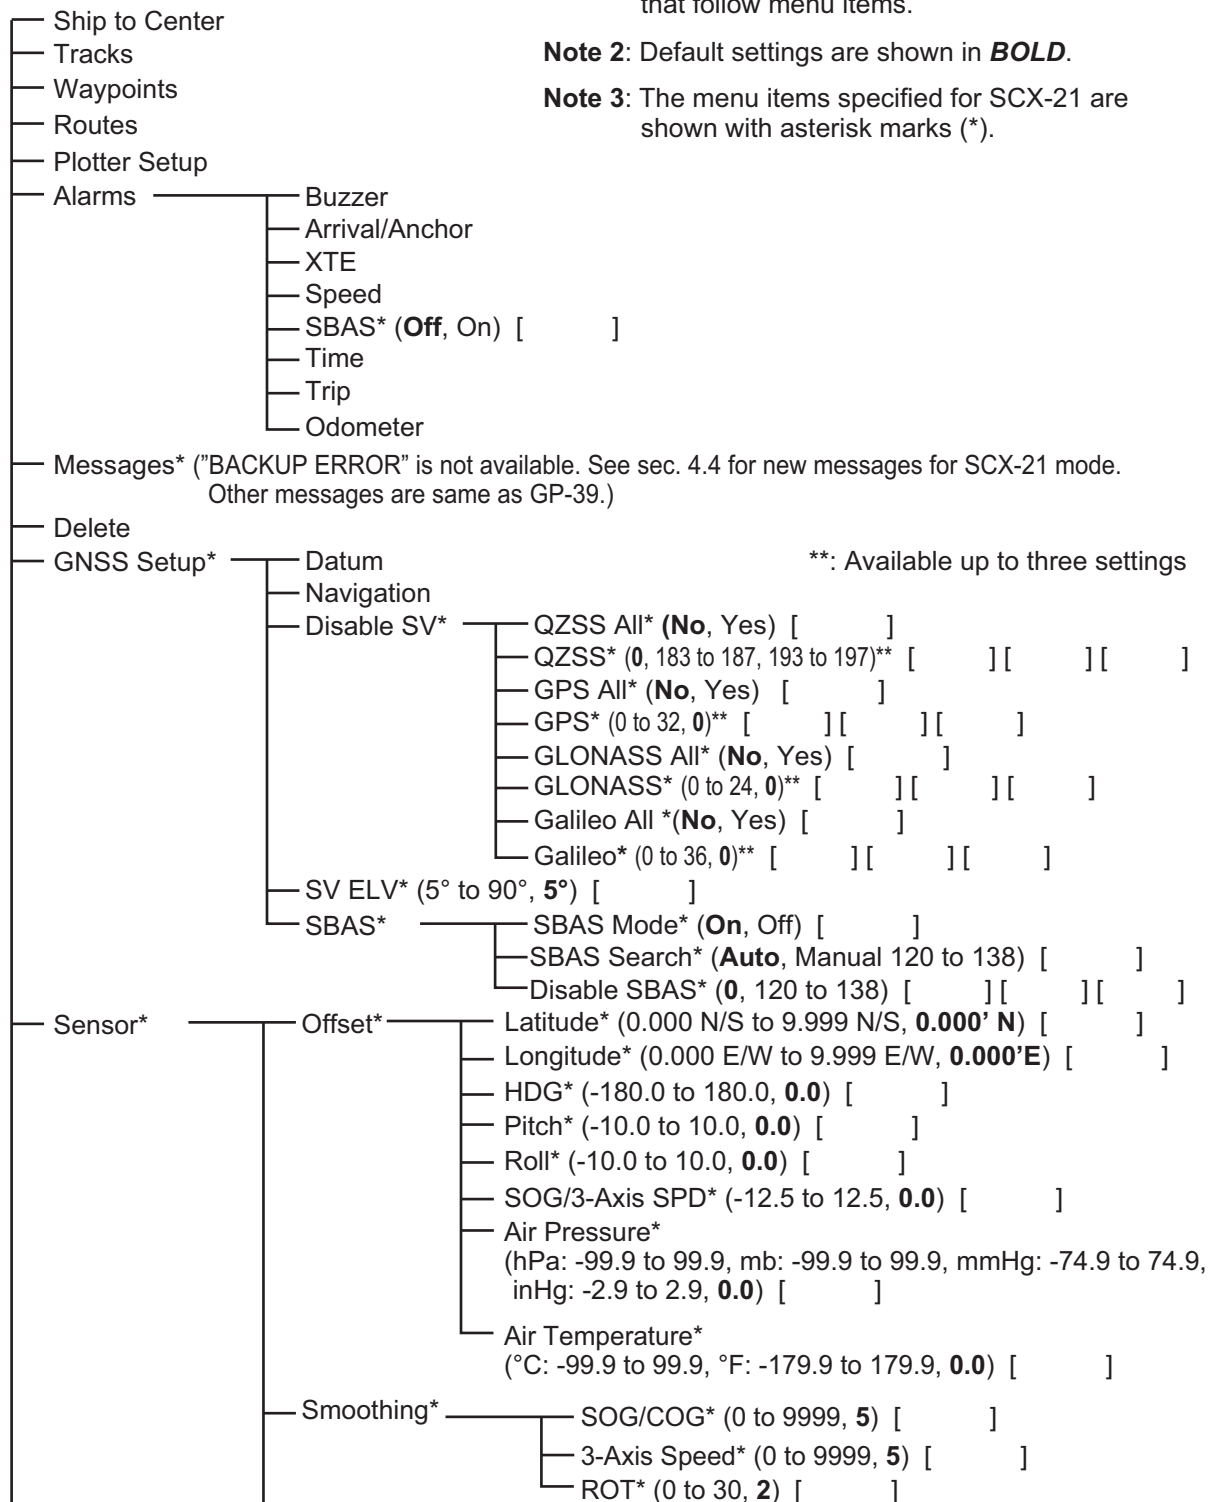 that follow menu items.
Ship to Center
Tracks
Note 2: Default settings are shown in BOLD.
Waypoints
Note 3: The menu items specified for SCX-21 are
shown with asterisk marks (*).
Routes
Plotter Setup
Alarms
Buzzer
Arrival/Anchor
XTE
Speed
SBAS* (Off, On) [ ]
Time
Trip
Odometer
Messages* ("BACKUP ERROR" is not available. See sec. 4.4 for new messages for SCX-21 mode.
Other messages are same as GP-39.)
Delete
GNSS Setup*
Datum
**: Available up to three settings
Navigation
Disable SV*
QZSS All* (No, Yes) [ ]
QZSS* (0, 183 to 187, 193 to 197)** [ ] [ ] [ ]
GPS All* (No, Yes) [ ]
GPS* (0 to 32, 0)** [ ] [ ] [ ]
GLONASS All* (No, Yes) [ ]
GLONASS* (0 to 24, 0)** [ ] [ ] [ ]
Galileo All *(No, Yes) [ ]
Galileo* (0 to 36, 0)** [ ] [ ] [ ]
SV ELV* (5° to 90°, 5°) [ ]
SBAS*
SBAS Mode* (On, Off) [ ]
SBAS Search* (Auto, Manual 120 to 138) [ ]
Disable SBAS* (0, 120 to 138) [ ] [ ] [ ]
Sensor*
Offset*
Latitude* (0.000 N/S to 9.999 N/S, 0.000' N) [ ]
Longitude* (0.000 E/W to 9.999 E/W, 0.000'E) [ ]
HDG* (-180.0 to 180.0, 0.0) [ ]
Pitch* (-10.0 to 10.0, 0.0) [ ]
Roll* (-10.0 to 10.0, 0.0) [ ]
SOG/3-Axis SPD* (-12.5 to 12.5, 0.0) [ ]
Air Pressure*
(hPa: -99.9 to 99.9, mb: -99.9 to 99.9, mmHg: -74.9 to 74.9,
inHg: -2.9 to 2.9, 0.0) [ ]
Air Temperature*
(°C: -99.9 to 99.9, °F: -179.9 to 179.9, 0.0) [ ]
Smoothing*
SOG/COG* (0 to 9999, 5) [ ]
3-Axis Speed* (0 to 9999, 5) [ ]
ROT* (0 to 30, 2) [ ]